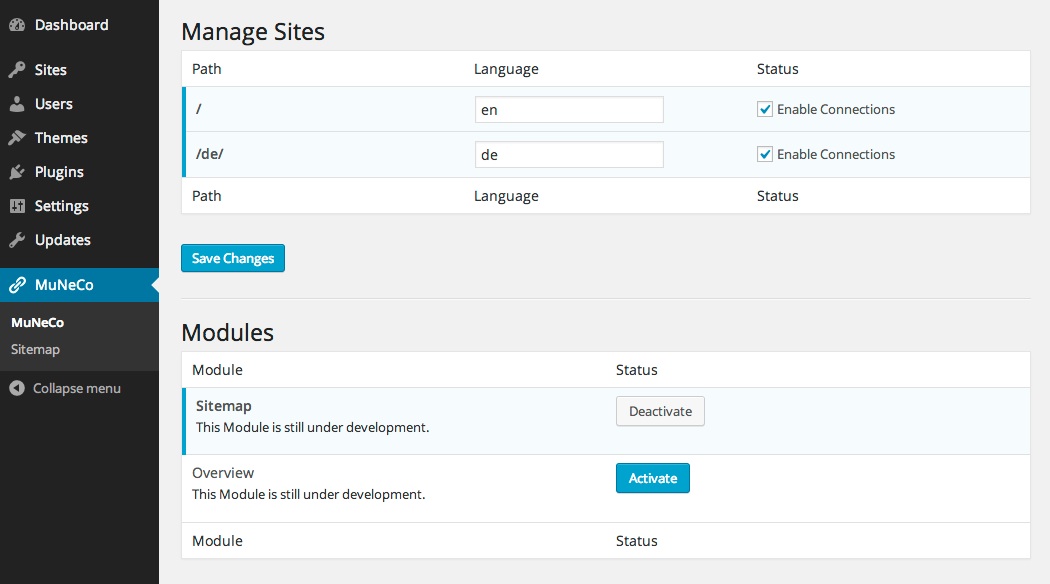 Dashboard
Sites
Users
Themes
Plugins
Settings
Updates
MuNeCo
MuNeCo
Sitemap
Collapse menu
Manage Sites
Path Language Status
/ en Enable Connections
/de/ de Enable Connections
Path Language Status
Save Changes
Modules
Module Status
Sitemap Deactivate
This Module is still under development.
Overview Activate
This Module is still under development.
Module Status